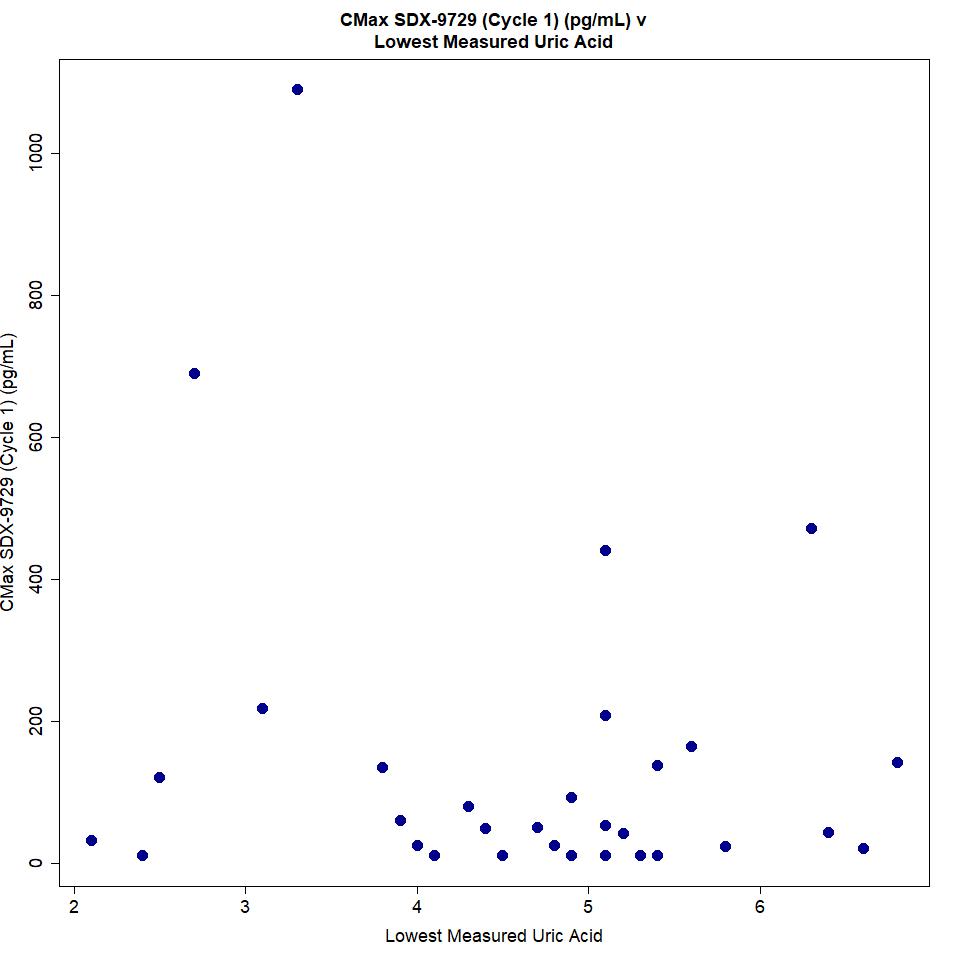 CMax SDX-9729 (Cycle 1) (pg/mL) v
Lowest Measured Uric Acid
CMax SDX-9729 (Cycle 1) (pg/mL)
1000
800
600
400
200
0
2 3 4 5 6
Lowest Measured Uric Acid